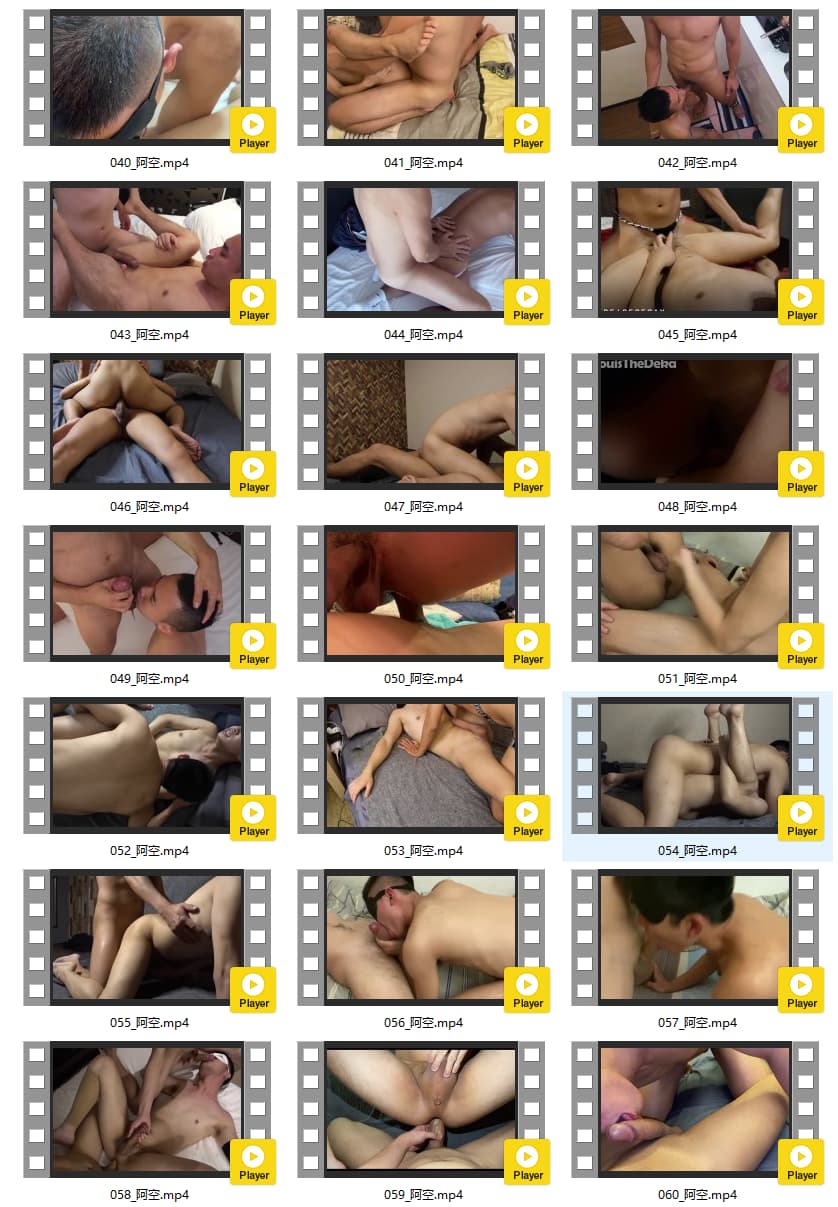 Player
Player
Player
040_阿空.mp4
041_阿空.mp4
042_阿空.mp4
Player
Player
Player
043_阿空.mp4
044_阿空.mp4
045_阿空.mp4
ouisTheDeka
Player
Player
Player
046_阿空.mp4
047_阿空.mp4
048_阿空.mp4
Player
Player
Player
049_阿空.mp4
050_阿空.mp4
051_阿空.mp4
Player
Player
Player
052_阿空.mp4
053_阿空.mp4
054_阿空.mp4
Player
Player
Player
055_阿空.mp4
056_阿空.mp4
057_阿空.mp4
Player
Player
Player
058_阿空.mp4
059_阿空.mp4
060_阿空.mp4